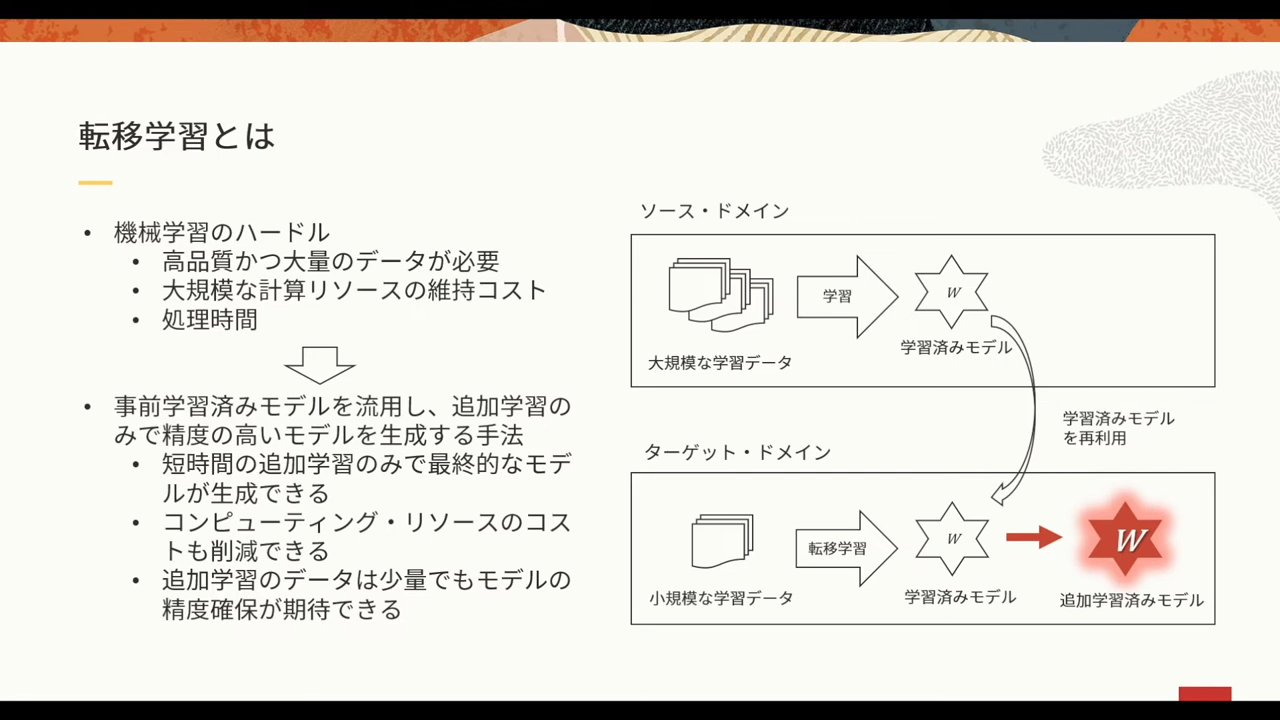 転移学習とは
• 機械学習のハードル
• 高品質かつ大量のデータが必要
• 大規模な計算リソースの維持コスト
• 処理時間
• 事前学習済みモデルを流用し、追加学習の
みで精度の高いモデルを生成する手法
• 短時間の追加学習のみで最終的なモデ
ルが生成できる
• コンピューティング・リソースのコス
トも削減できる
• 追加学習のデータは少量でもモデルの
精度確保が期待できる
ソース・ドメイン
学習
W
大規模な学習データ
学習済みモデル
学習済みモデル
を再利用
ターゲット・ドメイン
転移学習
W
W
小規模な学習データ
学習済みモデル
追加学習済みモデル